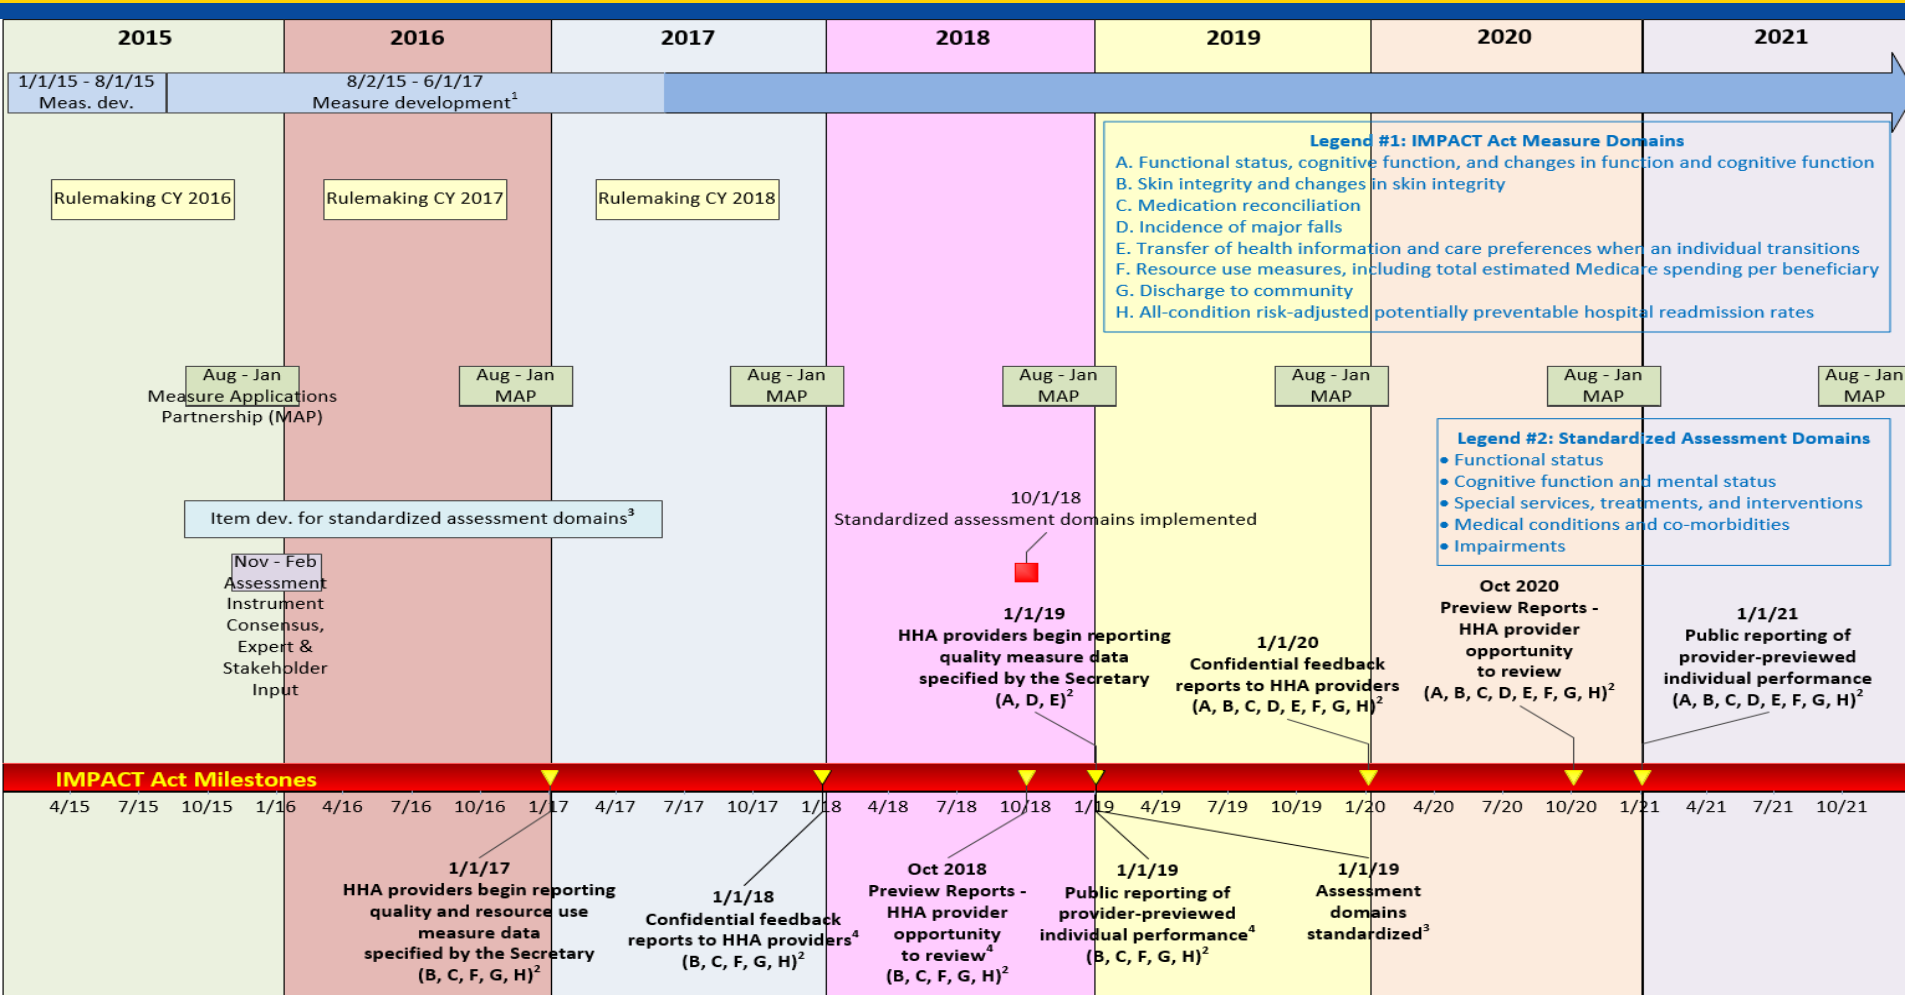 2015
2016
2017
2018
2019
2020
2021
1/1/15 - 8/1/15
Meas. dev.
8/2/15 - 6/1/17
Measure development1
Legend #1: IMPACT Act Measure Domains
A. Functional status, cognitive function, and changes in function and cognitive function
B. Skin integrity and changes in skin integrity
C. Medication reconciliation
D. Incidence of major falls
E. Transfer of health information and care preferences when an individual transitions
F. Resource use measures, including total estimated Medicare spending per beneficiary
G. Discharge to community
H. All-condition risk-adjusted potentially preventable hospital readmission rates
Rulemaking CY 2016
Rulemaking CY 2017
Rulemaking CY 2018
Aug - Jan
Measure Applications
Partnership (MAP)
Aug - Jan
MAP
Aug - Jan
MAP
Aug - Jan
MAP
Aug - Jan
MAP
Aug - Jan
MAP
Aug - Jan
MAP
Legend #2: Standardized Assessment Domains
• Functional status
• Cognitive function and mental status
• Special services, treatments, and interventions
• Medical conditions and co-morbidities
• Impairments
Item dev. for standardized assessment domains3
10/1/18
Standardized assessment domains implemented
Nov - Feb
Assessment
Instrument
Consensus,
Expert &
Stakeholder
Input
1/1/19
HHA providers begin reporting
quality measure data
specified by the Secretary
(A, D, E)2
1/1/20
Confidential feedback
reports to HHA providers
(A, B, C, D, E, F, G, H)2
Oct 2020
Preview Reports -
HHA provider
opportunity
to review
(A, B, C, D, E, F, G, H)2
1/1/21
Public reporting of
provider-previewed
individual performance
(A, B, C, D, E, F, G, H)2
IMPACT Act Milestones
4/15
7/15
10/15
1/16
4/16
7/16
10/16
1/17
4/17
7/17
10/17
1/18
4/18
7/18
10/18
1/19
4/19
7/19
10/19
1/20
4/20
7/20
10/20
1/21
4/21
7/21
10/21
1/1/17
HHA providers begin reporting
quality and resource use
measure data
specified by the Secretary
(B, C, F, G, H)2
1/1/18
Confidential feedback
reports to HHA providers4
(B, C, F, G, H)2
Oct 2018
Preview Reports -
HHA provider
opportunity
to review4
(B, C, F, G, H)2
1/1/19
Public reporting of
provider-previewed
individual performance4
(B, C, F, G, H)2
1/1/19
Assessment
domains
standardized3